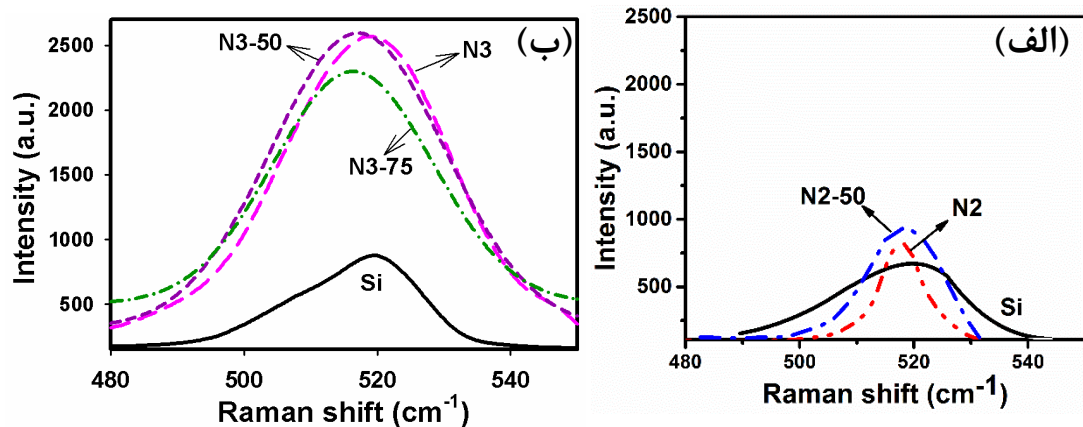 (ب)
N3-50
N3
N3-75
Si
2500
2000
1500
1000
500
480
500
520
540
Intensity (a.u.)
Raman shift (cm⁻¹)
(الف)
N2-50
N2
Si
2500
2000
1500
1000
500
480
500
520
540
Intensity (a.u.)
Raman shift (cm⁻¹)